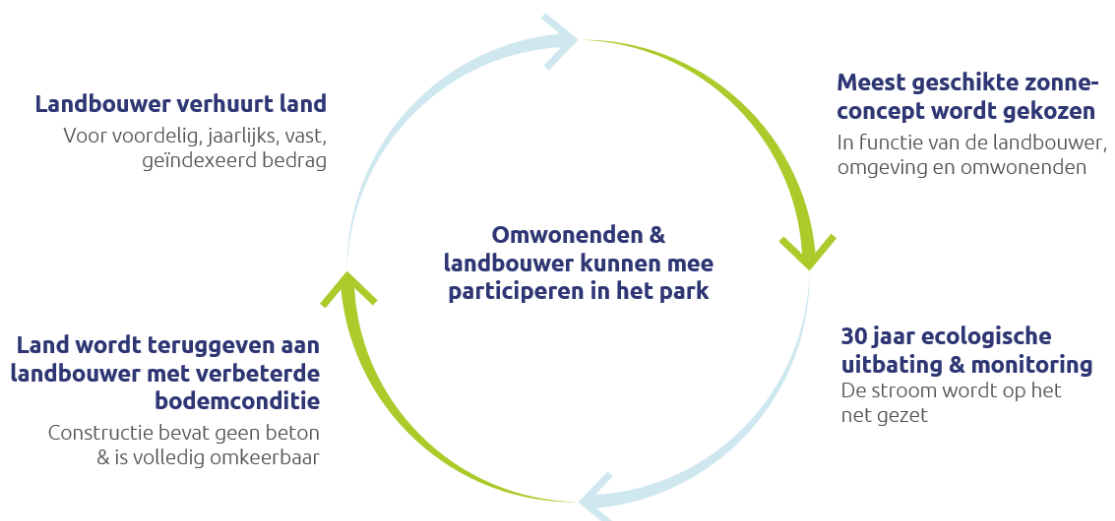 Landbouwer verhuurt land
Voor voordelig, jaarlijks, vast,
geïndexeerd bedrag
Meest geschikte zonne-
concept wordt gekozen
In functie van de landbouwer,
omgeving en omwonenden
Omwonenden &
landbouwer kunnen mee
participeren in het park
30 jaar ecologische
uitbating & monitoring
De stroom wordt op het
net gezet
Land wordt teruggeven aan
landbouwer met verbeterde
bodemconditie
Constructie bevat geen beton
& is volledig omkeerbaar